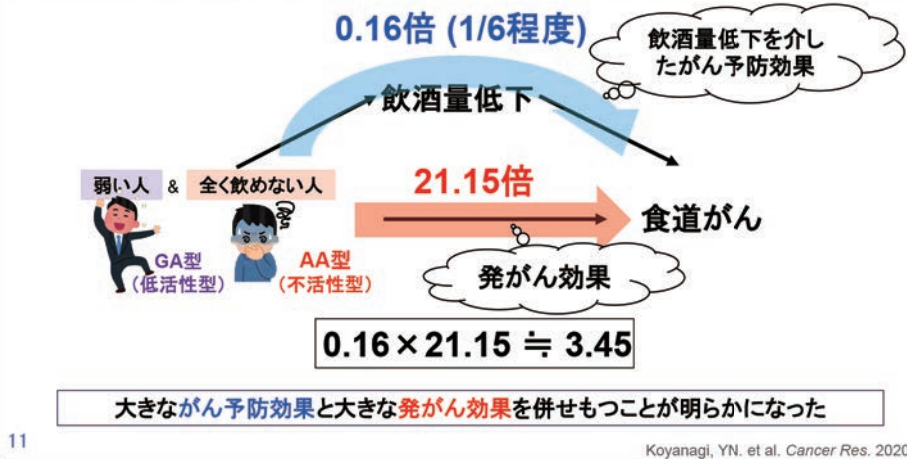 0.16倍 (1/6程度)
飲酒量低下を介し
たがん予防効果
飲酒量低下
弱い人 & 全く飲めない人
21.15倍
食道がん
GA型
（低活性型）
AA型
（不活性型）
発がん効果
0.16×21.15 ≒ 3.45
大きながん予防効果と大きな発がん効果を併せもつことが明らかになった
11
Koyanagi, YN. et al. Cancer Res. 2020